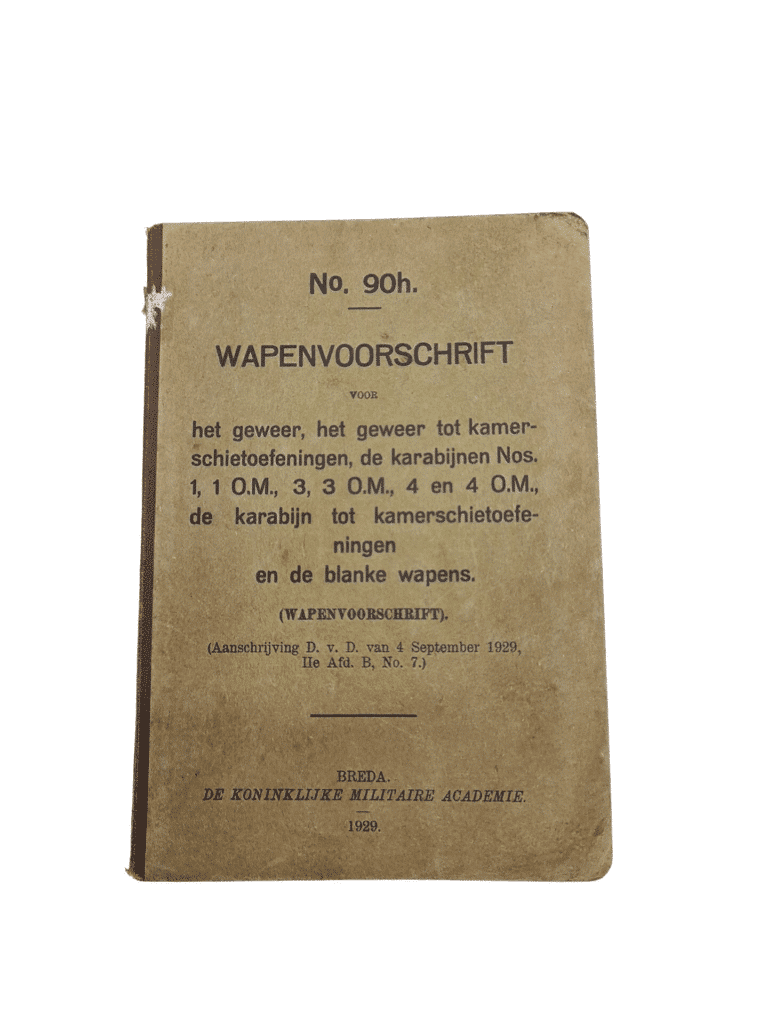 No. 90h.
WAPENVOORSCHRIFT
VOOR
het geweer, het geweer tot kamer-
schietoefeningen, de karabijnen Nos.
1, 1 O.M., 3, 3 O.M., 4 en 4 O.M.,
de karabijn tot kamerschietoefe-
ningen
en de blanke wapens.
(WAPENVOORSCHRIFT).
(Aanschrijving D. v. D. van 4 September 1929,
IIe Afd. B, No. 7.)
BREDA.
DE KONINKLIJKE MILITAIRE ACADEMIE.
1929.